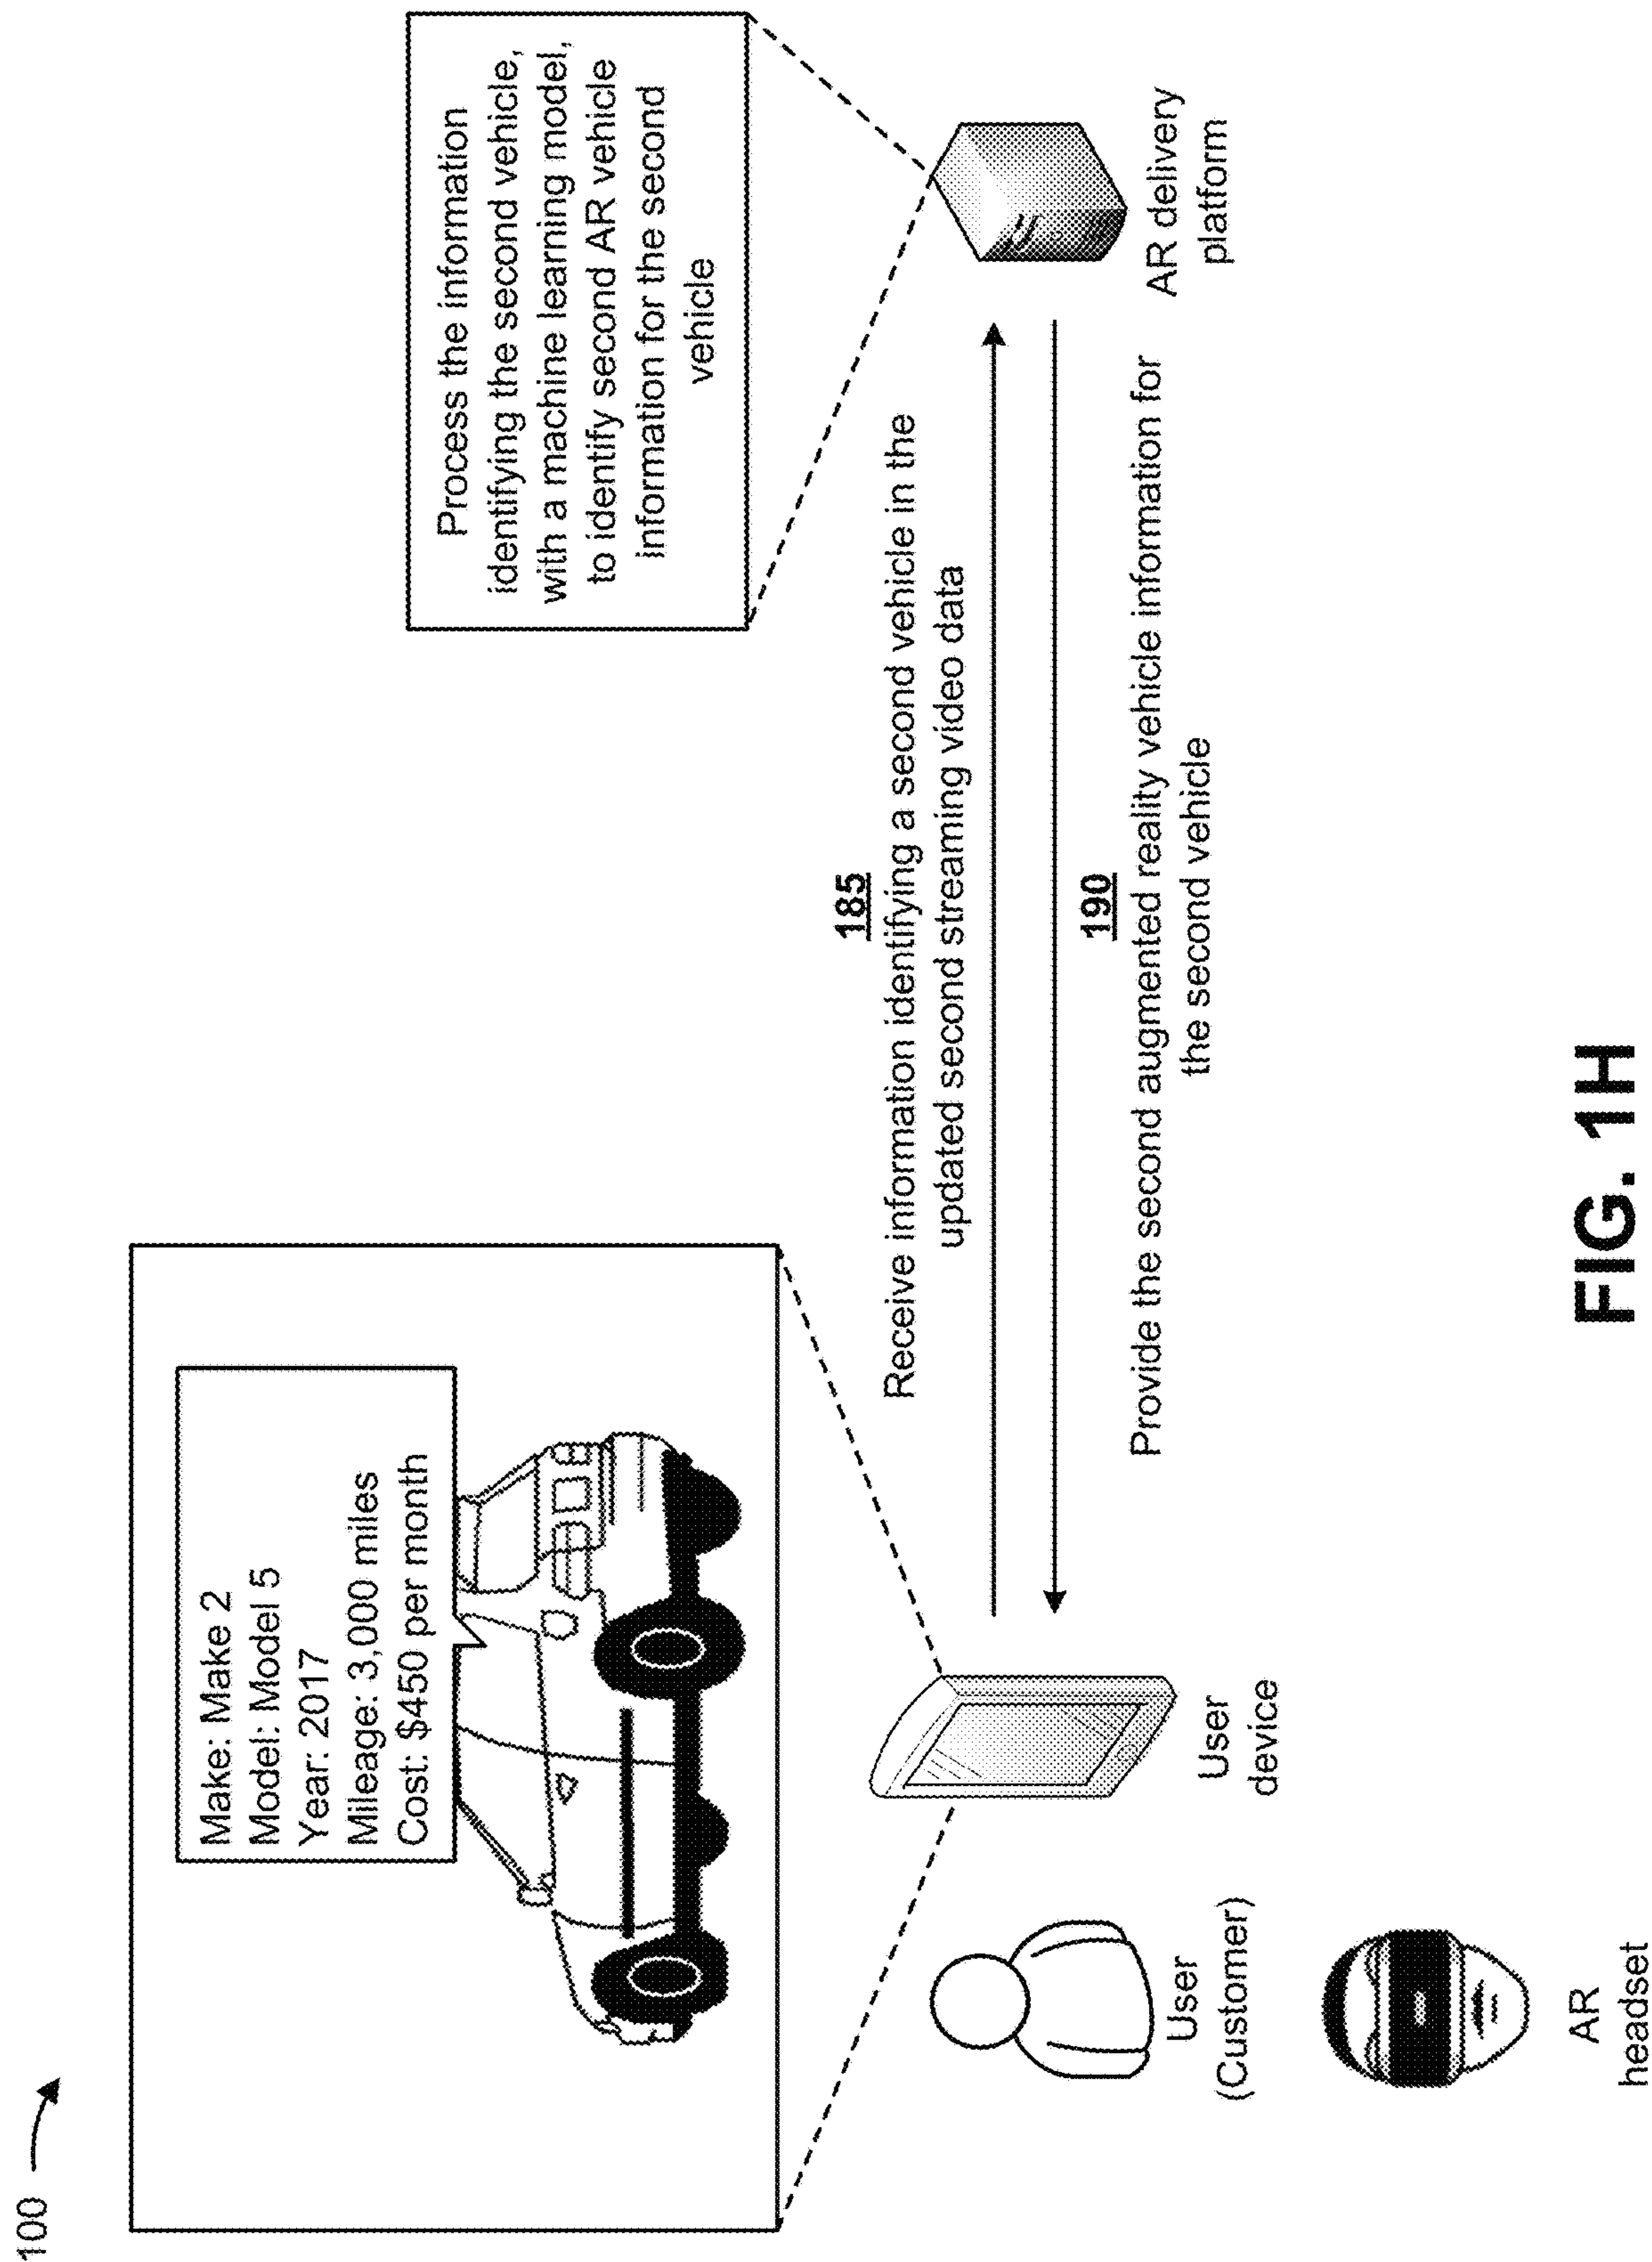 100
Make: Make 2
Model: Model 5
Year: 2017
Mileage: 3,000 miles
Cost: $450 per month
Process the information
identifying the second vehicle,
with a machine learning model,
to identify second AR vehicle
information for the second
vehicle
185
Receive information identifying a second vehicle in the
updated second streaming video data
190
Provide the second augmented reality vehicle information for
the second vehicle
User
device
AR delivery
platform
User
(Customer)
AR
headset
FIG. 1H